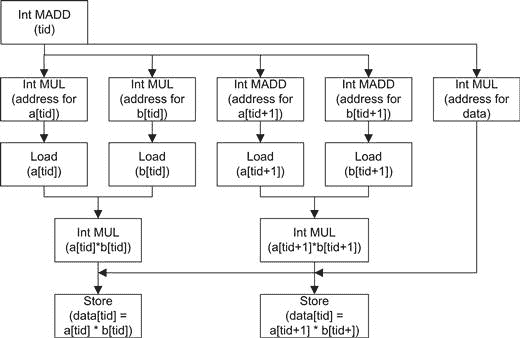 Int MADD
(tid)
Int MUL
(address for
a[tid])
Int MUL
(address for
b[tid])
Int MADD
(address for
a[tid+1])
Int MADD
(address for
b[tid+1])
Int MUL
(address for
data)
Load
(a[tid])
Load
(b[tid])
Load
(a[tid+1])
Load
(b[tid+1])
Int MUL
(a[tid]*b[tid])
Int MUL
(a[tid+1]*b[tid+1])
Store
(data[tid] =
a[tid] * b[tid])
Store
(data[tid] =
a[tid+1] * b[tid+])